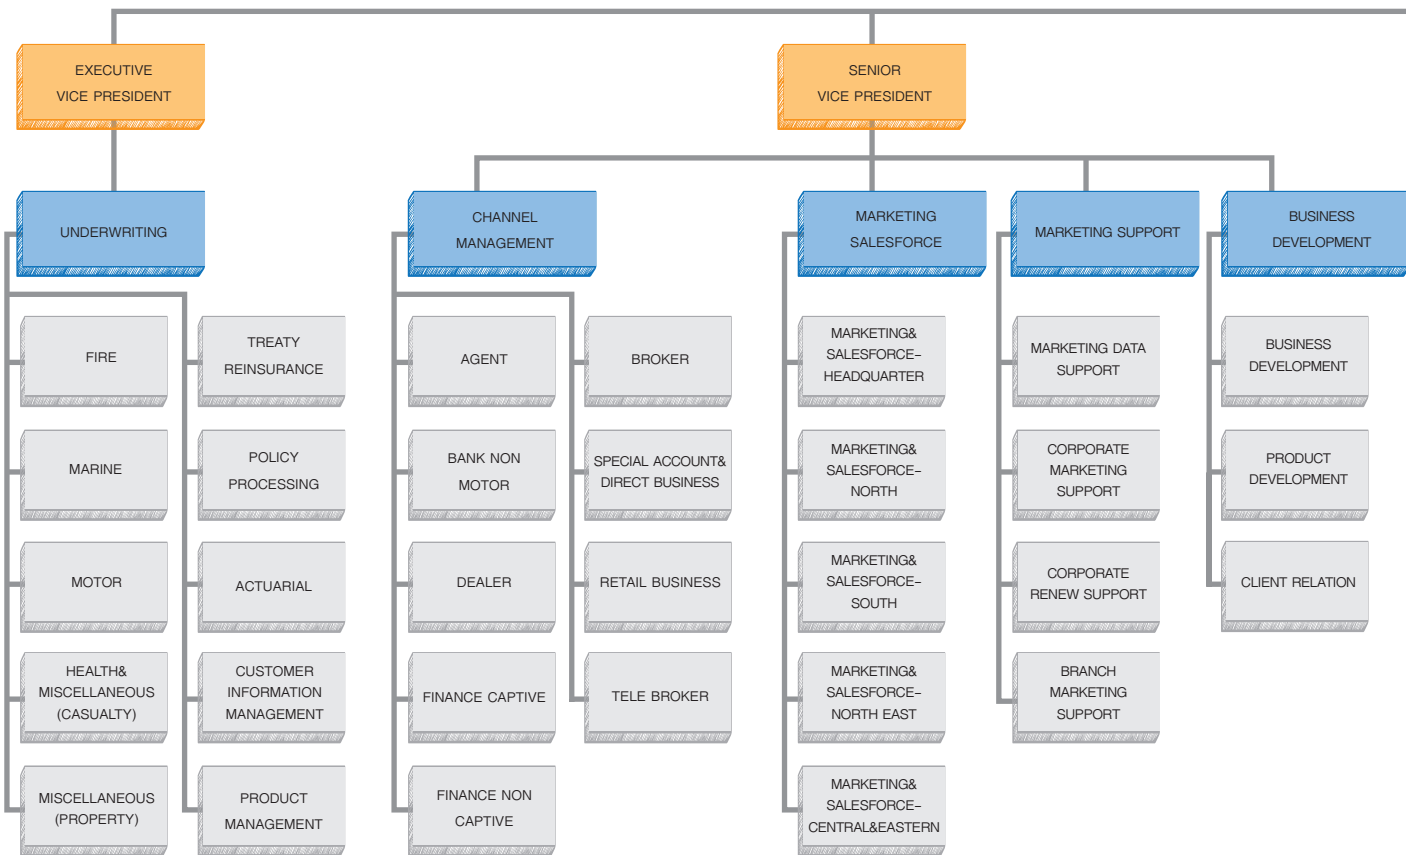 EXECUTIVE
VICE PRESIDENT
SENIOR
VICE PRESIDENT
UNDERWRITING
CHANNEL
MANAGEMENT
MARKETING
SALESFORCE
MARKETING SUPPORT
BUSINESS
DEVELOPMENT
FIRE
MARINE
MOTOR
HEALTH&
MISCELLANEOUS
(CASUALTY)
MISCELLANEOUS
(PROPERTY)
TREATY
REINSURANCE
POLICY
PROCESSING
ACTUARIAL
CUSTOMER
INFORMATION
MANAGEMENT
PRODUCT
MANAGEMENT
AGENT
BANK NON
MOTOR
DEALER
FINANCE CAPTIVE
FINANCE NON
CAPTIVE
BROKER
SPECIAL ACCOUNT&
DIRECT BUSINESS
RETAIL BUSINESS
TELE BROKER
MARKETING&
SALESFORCE-
HEADQUARTER
MARKETING&
SALESFORCE-
NORTH
MARKETING&
SALESFORCE-
SOUTH
MARKETING&
SALESFORCE-
NORTH EAST
MARKETING&
SALESFORCE-
CENTRAL&EASTERN
MARKETING DATA
SUPPORT
CORPORATE
MARKETING
SUPPORT
CORPORATE
RENEW SUPPORT
BRANCH
MARKETING
SUPPORT
BUSINESS
DEVELOPMENT
PRODUCT
DEVELOPMENT
CLIENT RELATION